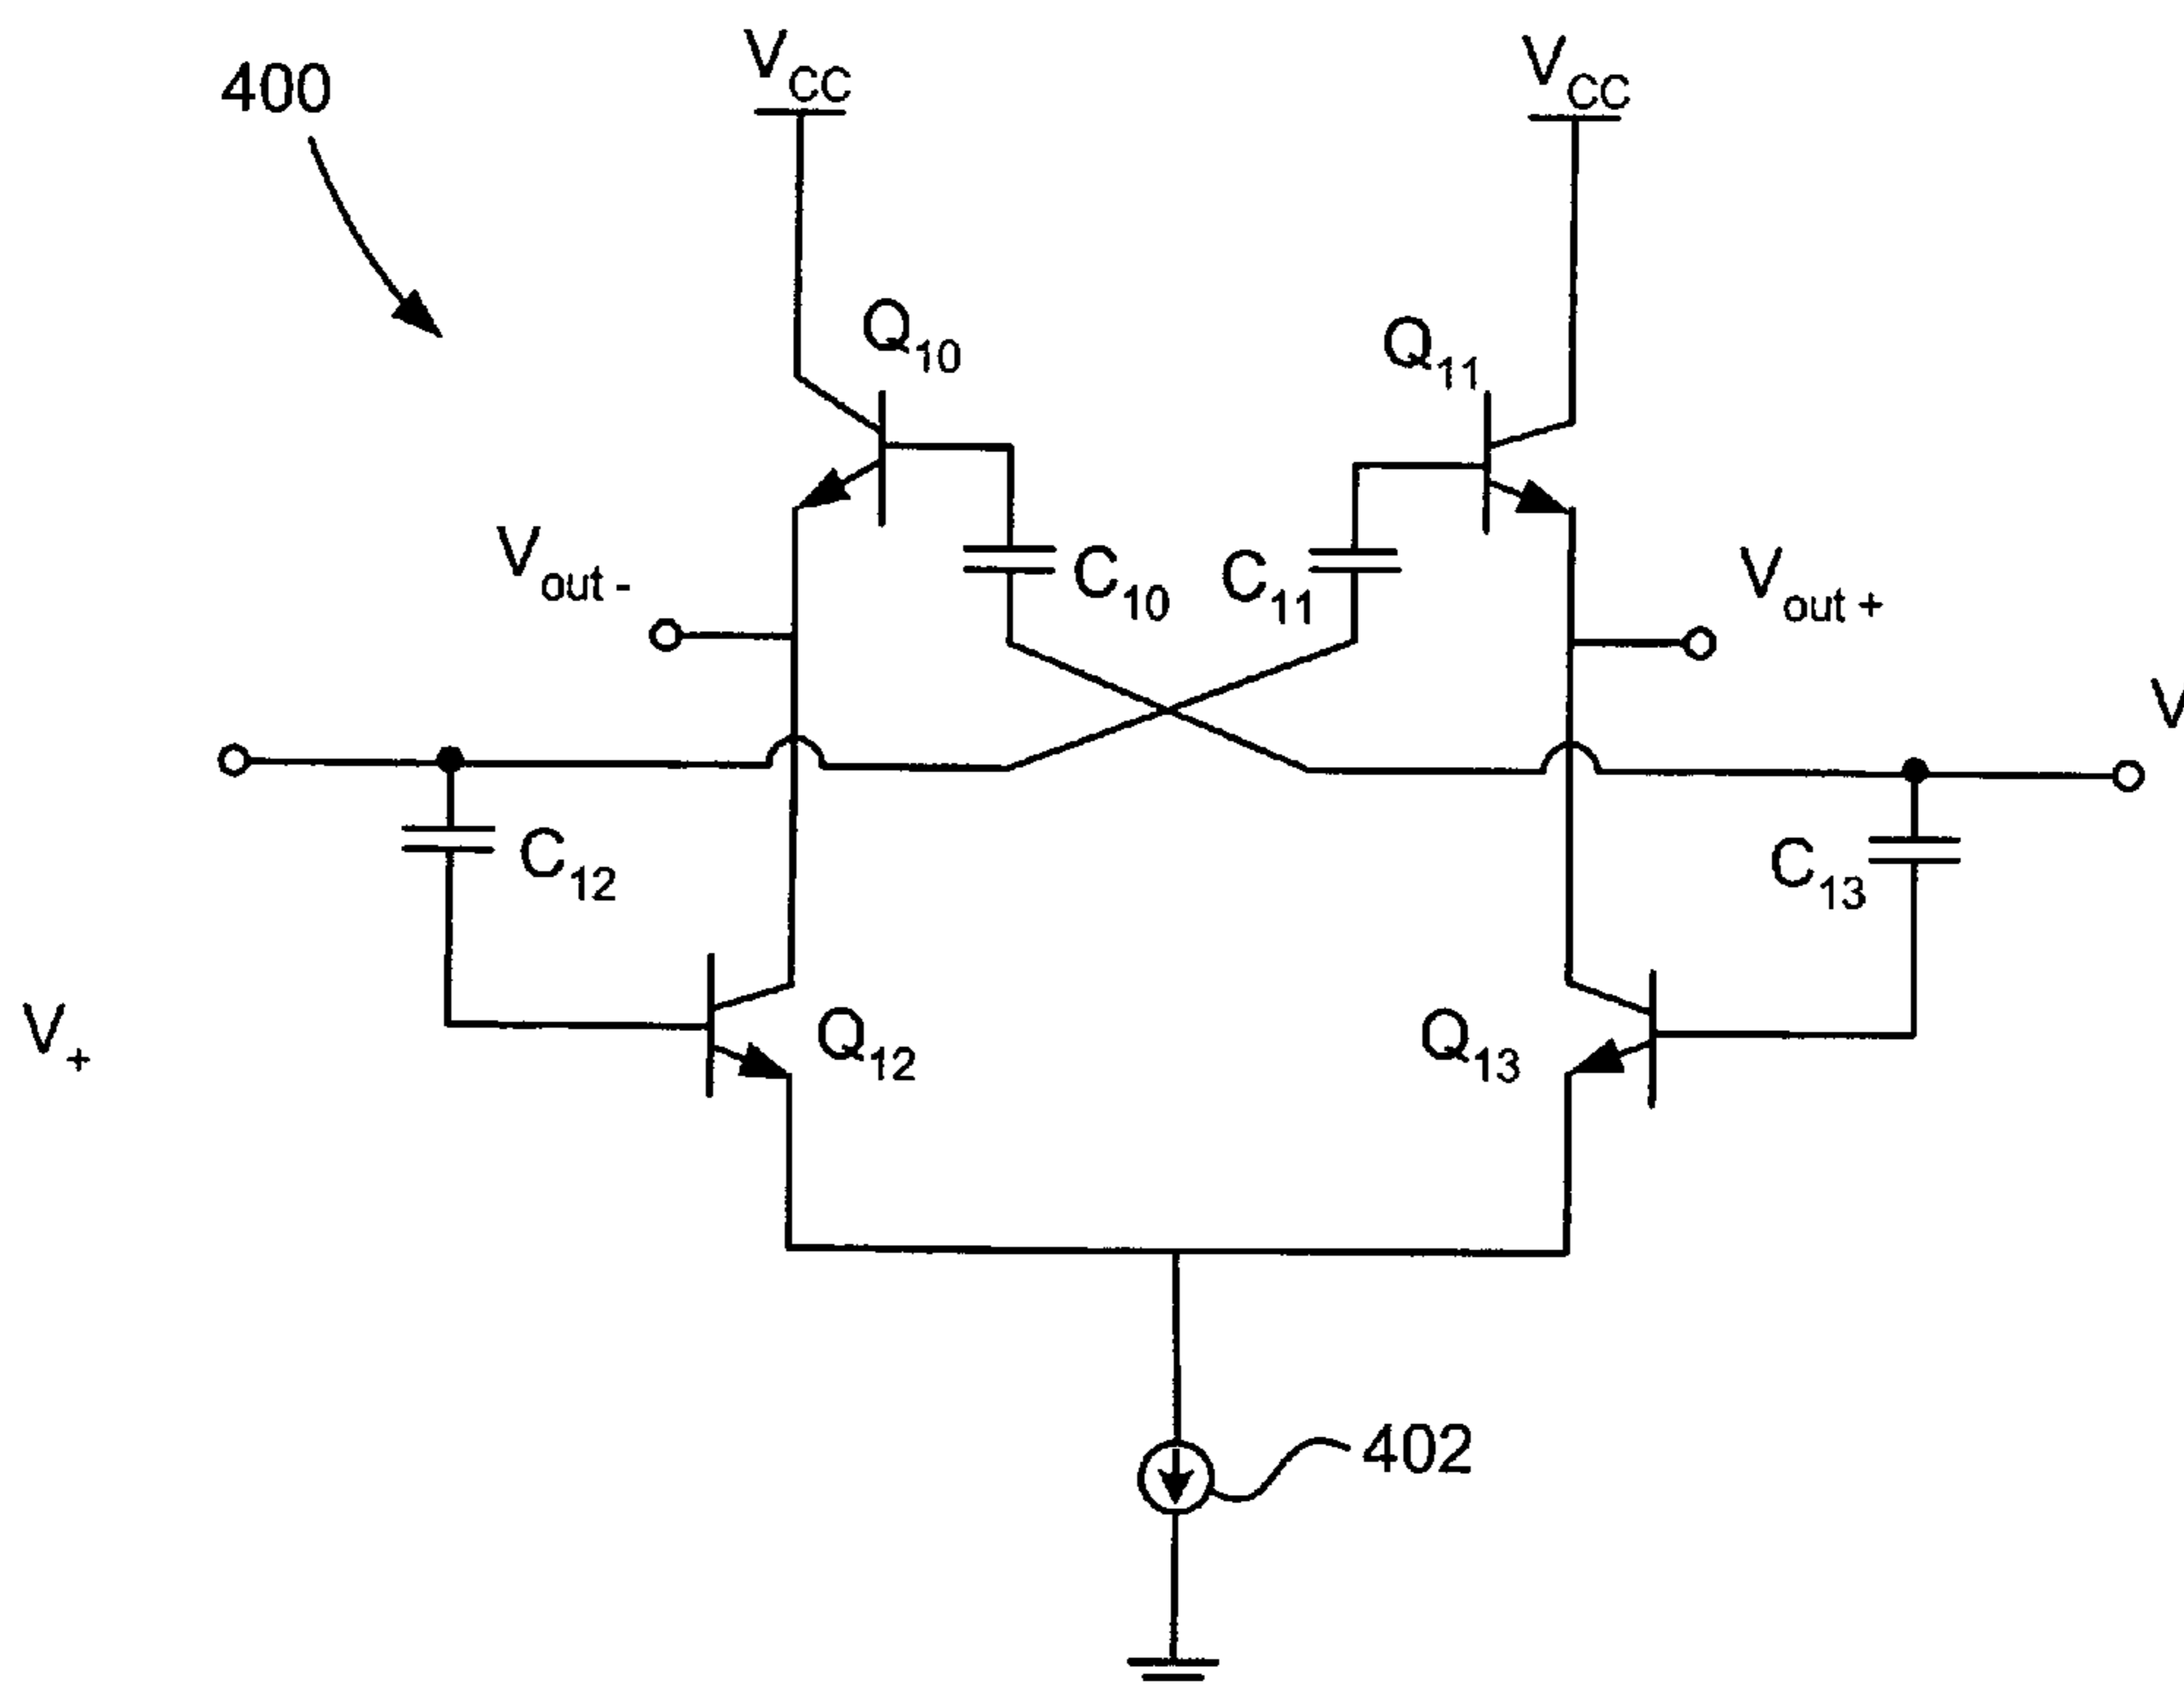 400
VCC
VCC
Q10
Q11
Vout -
C10
C11
Vout +
V
C12
C13
V+
Q12
Q13
402